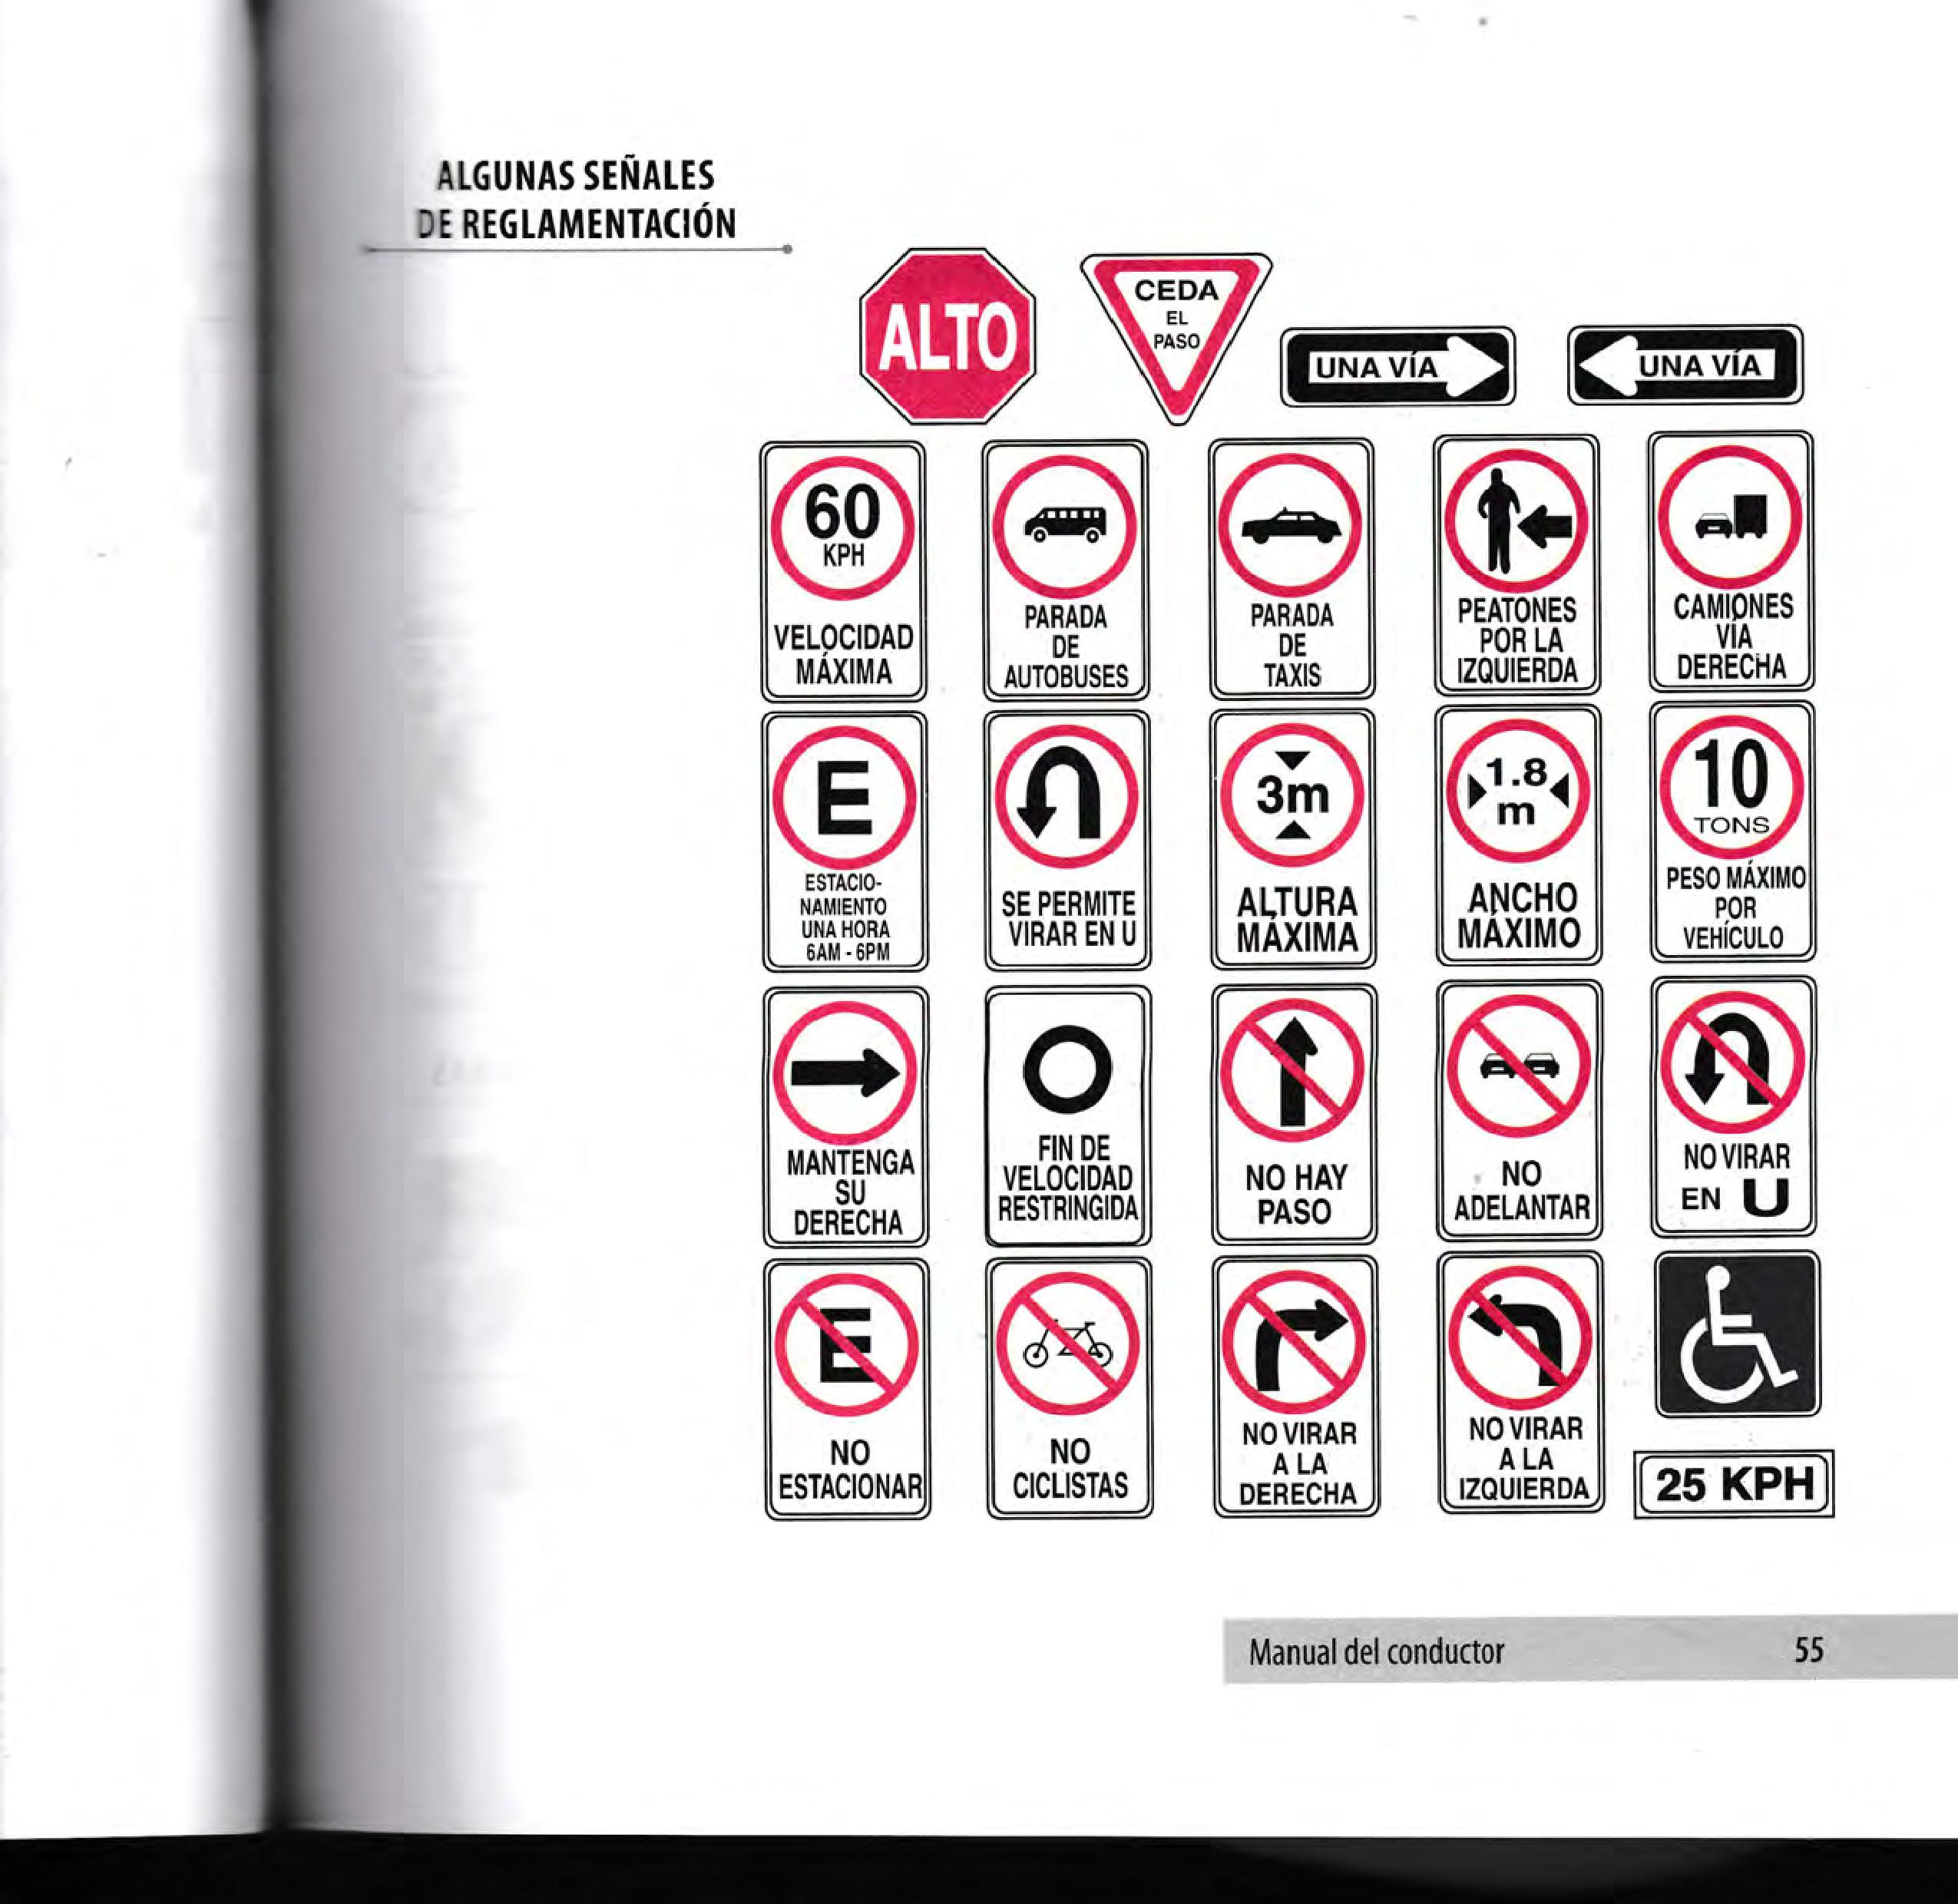 ALGUNAS SEÑALES
DE REGLAMENTACIÓN
ALTO
CEDA
EL
PASO
UNA VÍA
UNA VÍA
60
KPH
VELOCIDAD
MÁXIMA
PARADA
DE
AUTOBUSES
PARADA
DE
TAXIS
PEATONES
POR LA
IZQUIERDA
CAMIONES
VÍA
DERECHA
E
ESTACIO-
NAMIENTO
UNA HORA
6AM - 6PM
SE PERMITE
VIRAR EN U
3m
ALTURA
MÁXIMA
1.8
m
ANCHO
MÁXIMO
10
TONS
PESO MÁXIMO
POR
VEHÍCULO
MANTENGA
SU
DERECHA
FIN DE
VELOCIDAD
RESTRINGIDA
NO HAY
PASO
NO
ADELANTAR
NO VIRAR
EN U
E
NO
ESTACIONAR
NO
CICLISTAS
NO VIRAR
A LA
DERECHA
NO VIRAR
A LA
IZQUIERDA
25 KPH
Manual del conductor 55